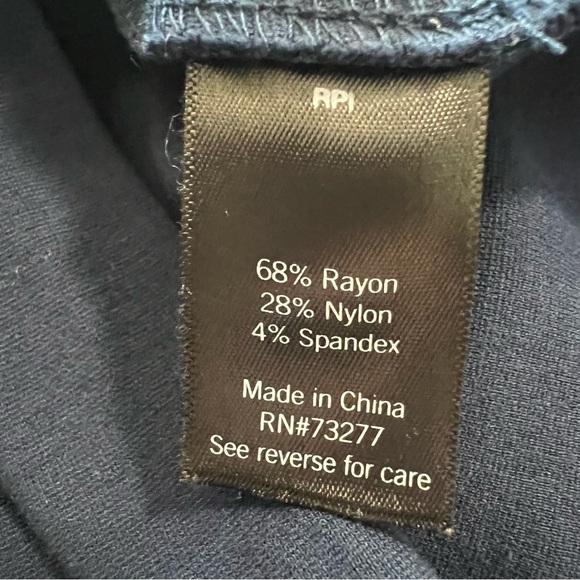 RPI
68% Rayon
28% Nylon
4% Spandex
Made in China
RN#73277
See reverse for care